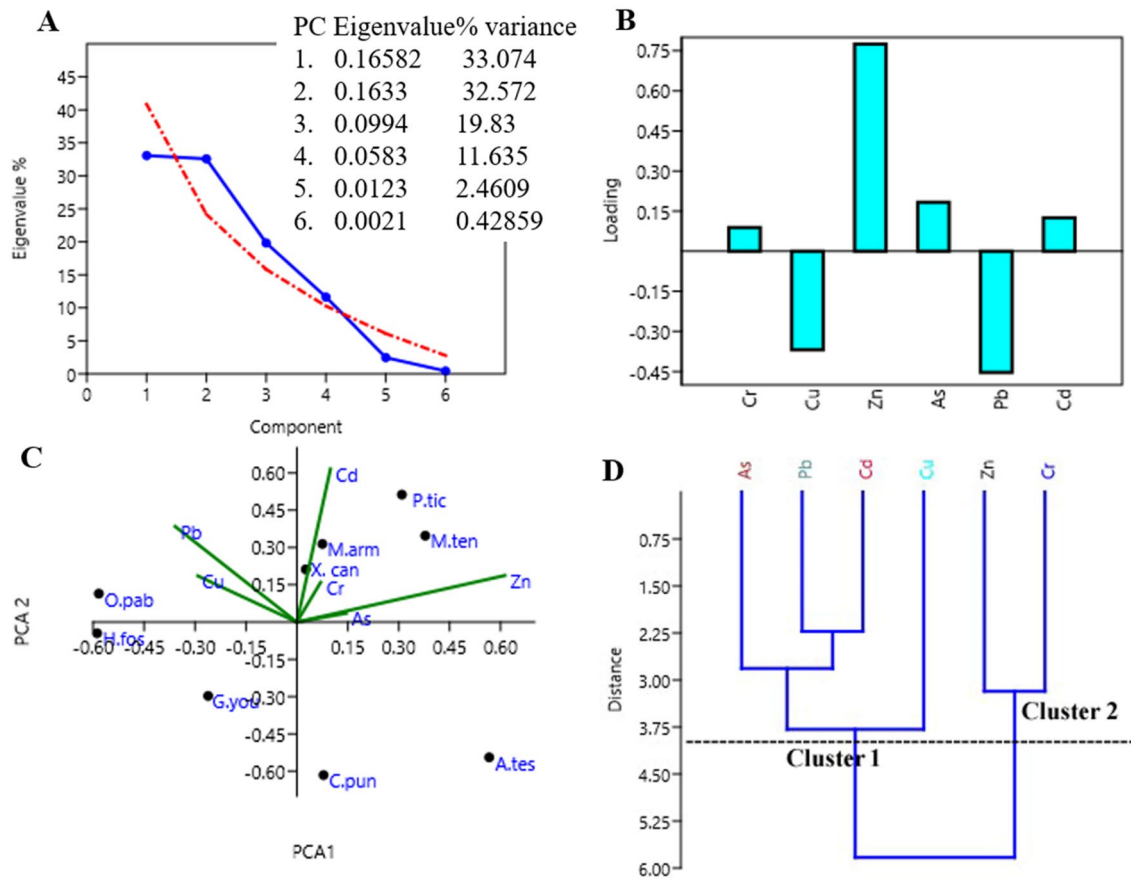 A
PC Eigenvalue% variance
1. 0.16582 33.074
2. 0.1633 32.572
3. 0.0994 19.83
4. 0.0583 11.635
5. 0.0123 2.4609
6. 0.0021 0.42859
45
40
35
30
25
20
15
10
5
0
Eigenvalue %
0 1 2 3 4 5 6
Component
B
0.75
0.60
0.45
0.30
0.15
-0.15
-0.30
-0.45
Loading
Cr Cu Zn As Pb Cd
C
0.60
0.45
0.30
0.15
-0.15
-0.30
-0.45
-0.60
PCA 2
-0.60 -0.45 -0.30 -0.15 0.15 0.30 0.45 0.60
PCA1
Cd
P.tic
Pb
M.arm
M.ten
X. can
Cu
Cr
Zn
O.pab
As
H.fos
G.you
C.pun
A.tes
D
As Pb Cd Cu Zn Cr
0.75
1.50
2.25
3.00
3.75
4.50
5.25
6.00
Distance
Cluster 2
Cluster 1